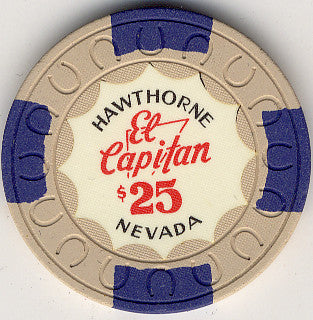 HAWTHORNE
El
Capitan
$25
NEVADA